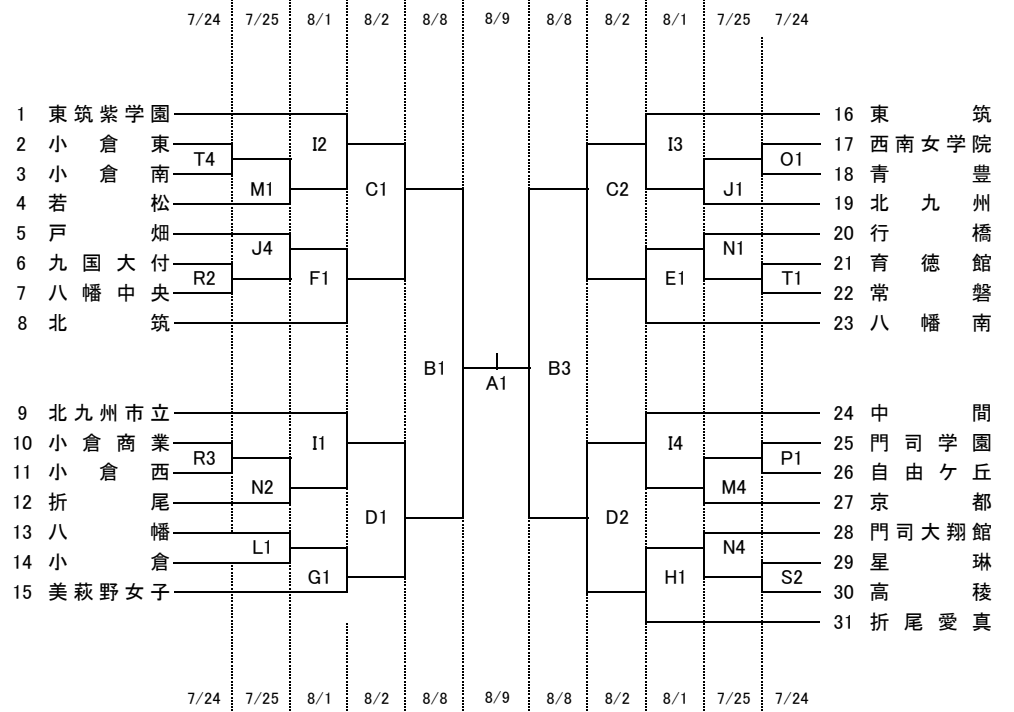 7/24 7/25 8/1 8/2 8/8 8/9 8/8 8/2 8/1 7/25 7/24
1 東筑紫学園 16 東筑
2 小倉東 I2 I3 17 西南女学院
T4 O1
3 小倉南 18 青豊
M1 C1 C2 J1
4 若松 19 北九州
5 戸畑 20 行橋
J4 N1
6 九国大付 21 育徳館
R2 F1 E1 T1
7 八幡中央 22 常磐
8 北筑 23 八幡南
B1 B3
A1
9 北九州市立 24 中間
10 小倉商業 I1 I4 25 門司学園
R3 P1
11 小倉西 26 自由ケ丘
N2 M4
12 折尾 27 京都
D1 D2
13 八幡 28 門司大翔館
L1 N4
14 小倉 29 星琳
G1 H1 S2
15 美萩野女子 30 高稜
31 折尾愛真
7/24 7/25 8/1 8/2 8/8 8/9 8/8 8/2 8/1 7/25 7/24